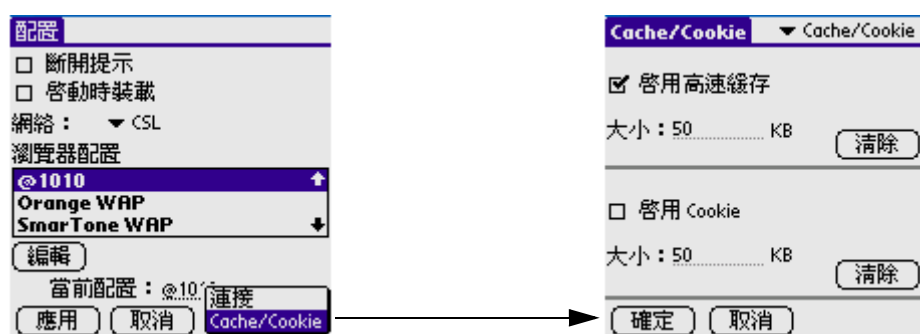 配置
斷開提示
啓動時裝載
網絡： CSL
瀏覽器配置
@1010
Orange WAP
SmarTone WAP
編輯
當前配置：@101
連接
應用 取消 Cache/Cookie
Cache/Cookie Cache/Cookie
啓用高速緩存
大小：50 KB
清除
啓用 Cookie
大小：50 KB
清除
確定 取消